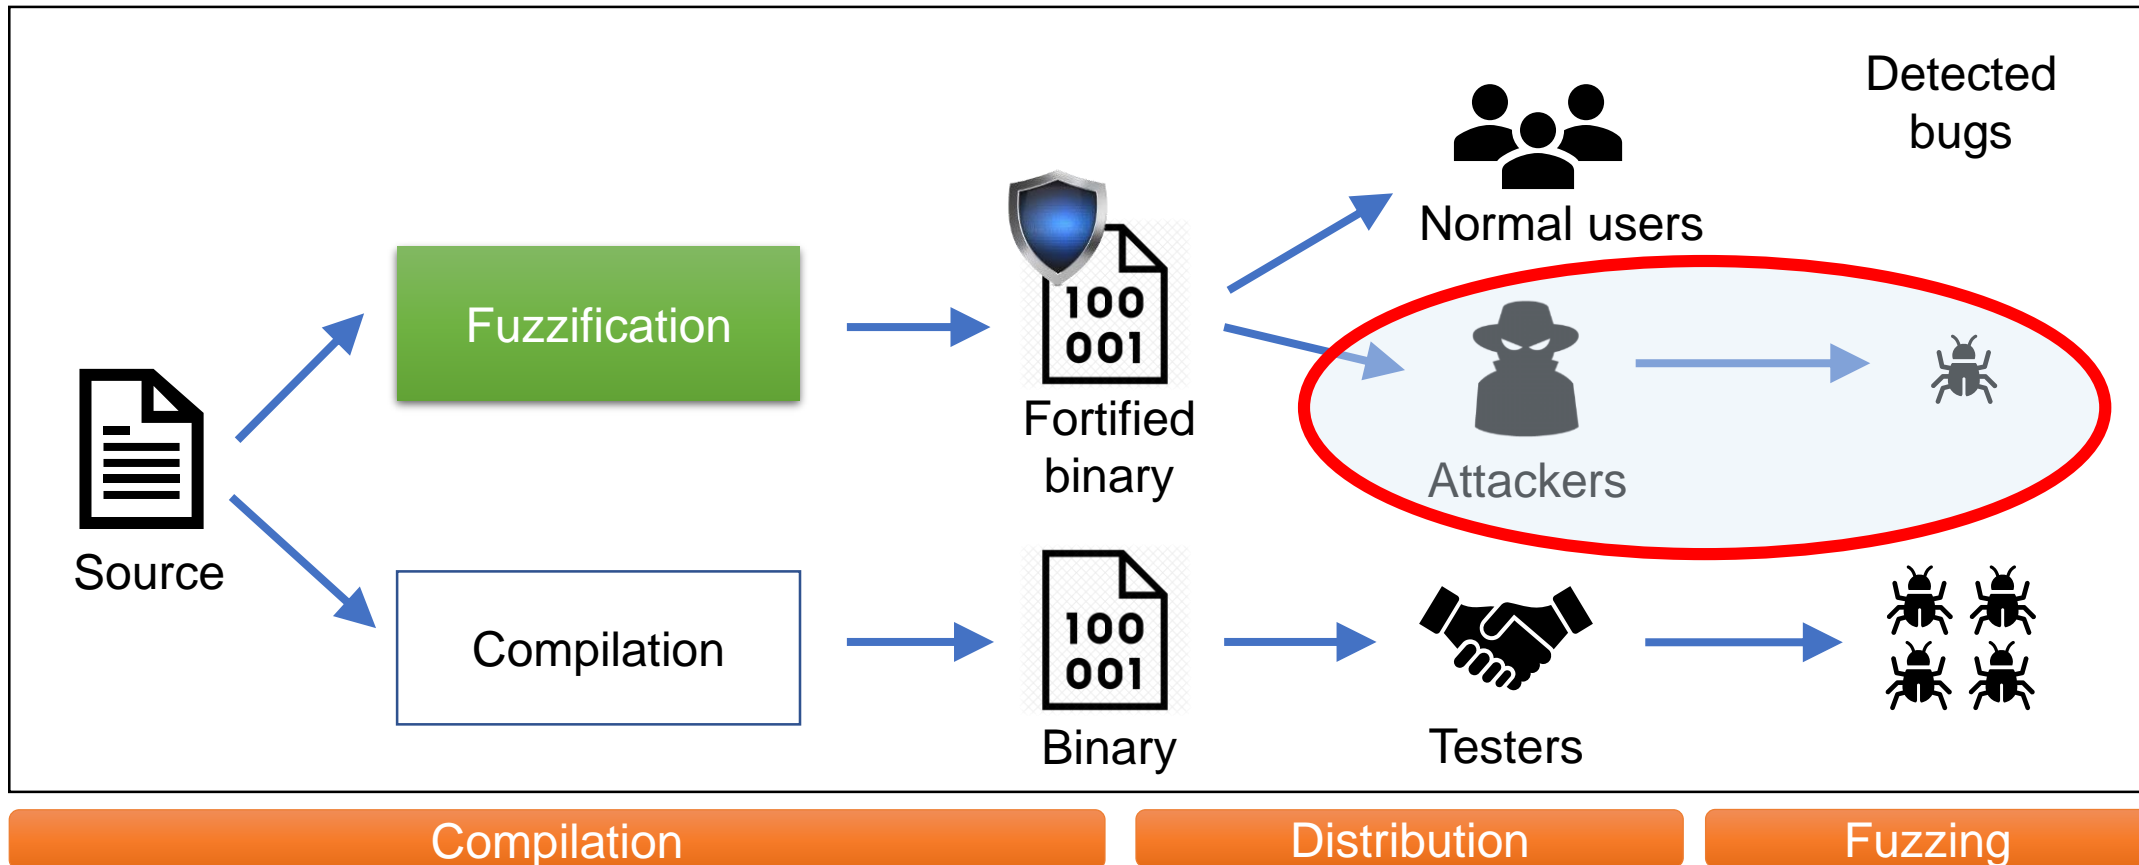 Detected
bugs
Normal users
Fuzzification
100
001
Fortified
binary
Attackers
Source
Compilation
100
001
Binary
Testers
Compilation
Distribution
Fuzzing